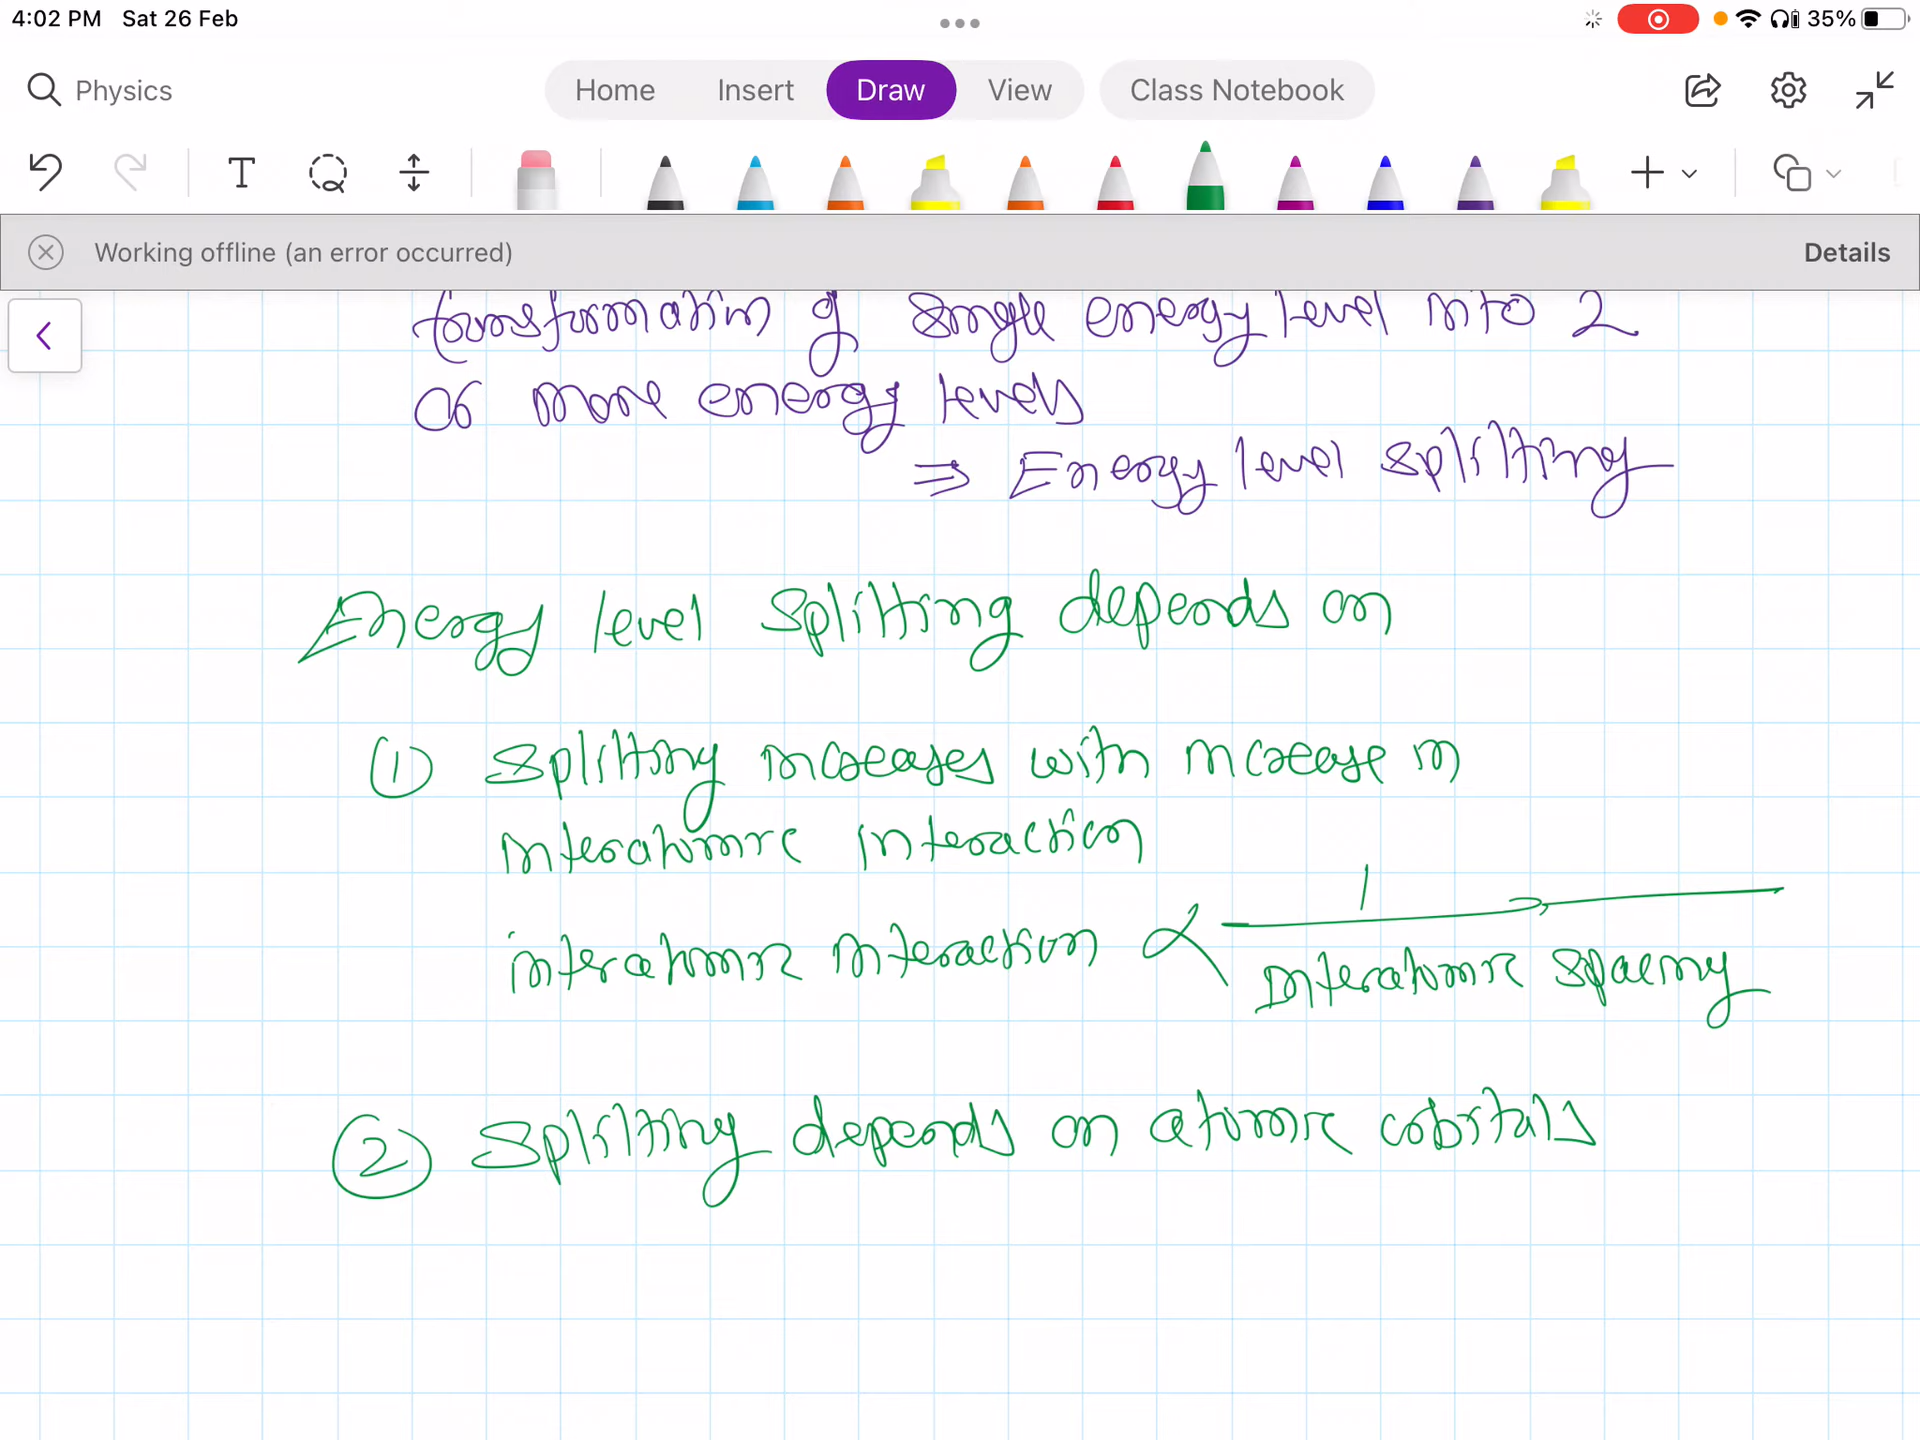 4:02 PM Sat 26 Feb
35%
Physics
Home Insert Draw View Class Notebook
T
Working offline (an error occurred)
Details
transformation of single energy level into 2
or more energy levels
⇒ Energy level splitting
Energy level splitting depends on
① Splitting increases with increase in
interatomic interaction
interatomic interaction ∝ 1
interatomic spacing
② Splitting depends on atomic orbitals